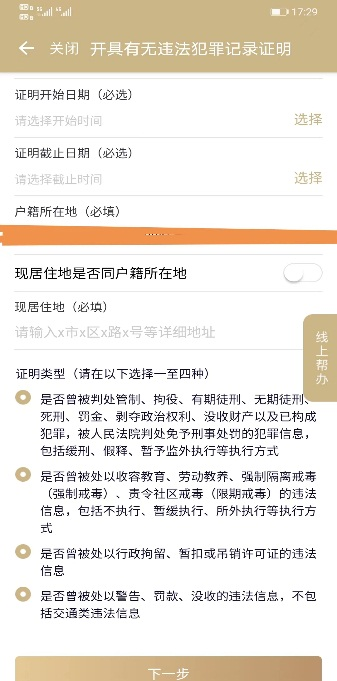 17:29
关闭 开具有无违法犯罪记录证明
证明开始日期（必选）
请选择开始时间 选择
证明截止日期（必选）
请选择截止时间 选择
户籍所在地（必填）
现居住地是否同户籍所在地
现居住地（必填）
请输入x市x区x路x号等详细地址
线上帮办
证明类型（请在以下选择一至四种）
是否曾被判处管制、拘役、有期徒刑、无期徒刑、
死刑、罚金、剥夺政治权利、没收财产以及已构成
犯罪，被人民法院判处免予刑事处罚的犯罪信息，
包括缓刑、假释、暂予监外执行等执行方式
是否曾被处以收容教育、劳动教养、强制隔离戒毒
（强制戒毒）、责令社区戒毒（限期戒毒）的违法
信息，包括不执行、暂缓执行、所外执行等执行方
式
是否曾被处以行政拘留、暂扣或吊销许可证的违法
信息
是否曾被处以警告、罚款、没收的违法信息，不包
括交通类违法信息
下一步